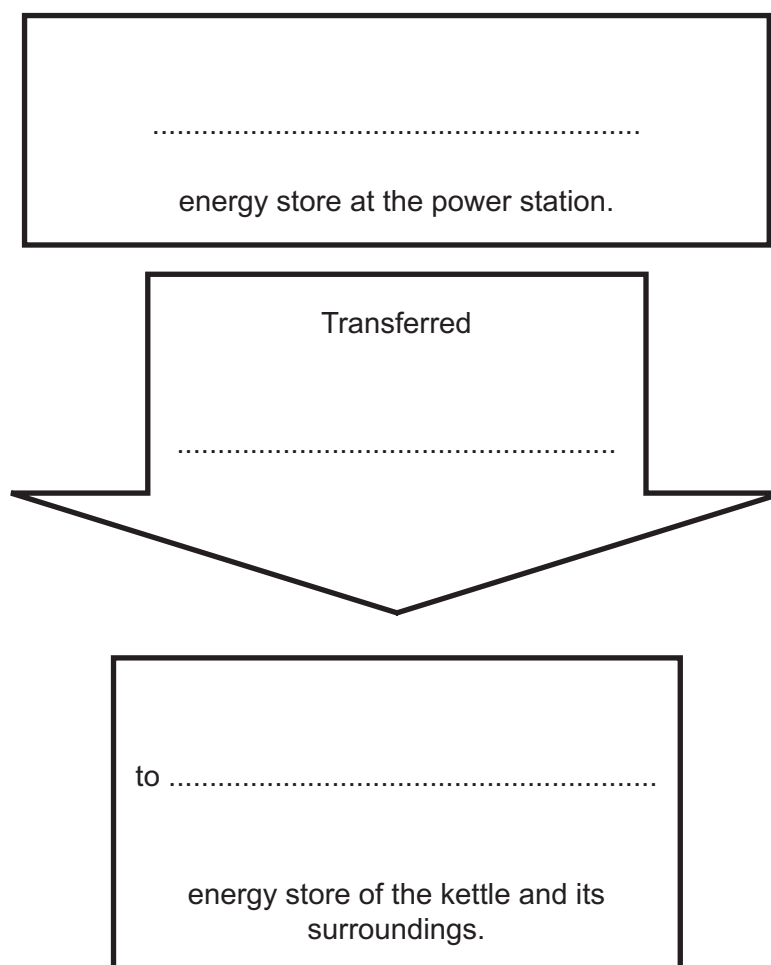 ............................................................
energy store at the power station.
Transferred
......................................................
to ............................................................
energy store of the kettle and its
surroundings.